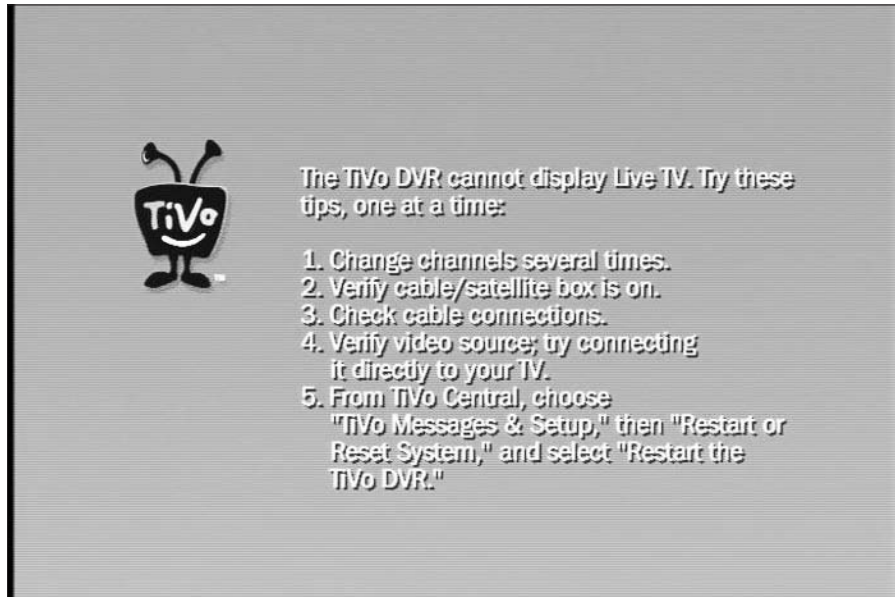 TiVo
The TiVo DVR cannot display Live TV. Try these
tips, one at a time:
1. Change channels several times.
2. Verify cable/satellite box is on.
3. Check cable connections.
4. Verify video source; try connecting
it directly to your TV.
5. From TiVo Central, choose
"TiVo Messages & Setup," then "Restart or
Reset System," and select "Restart the
TiVo DVR."